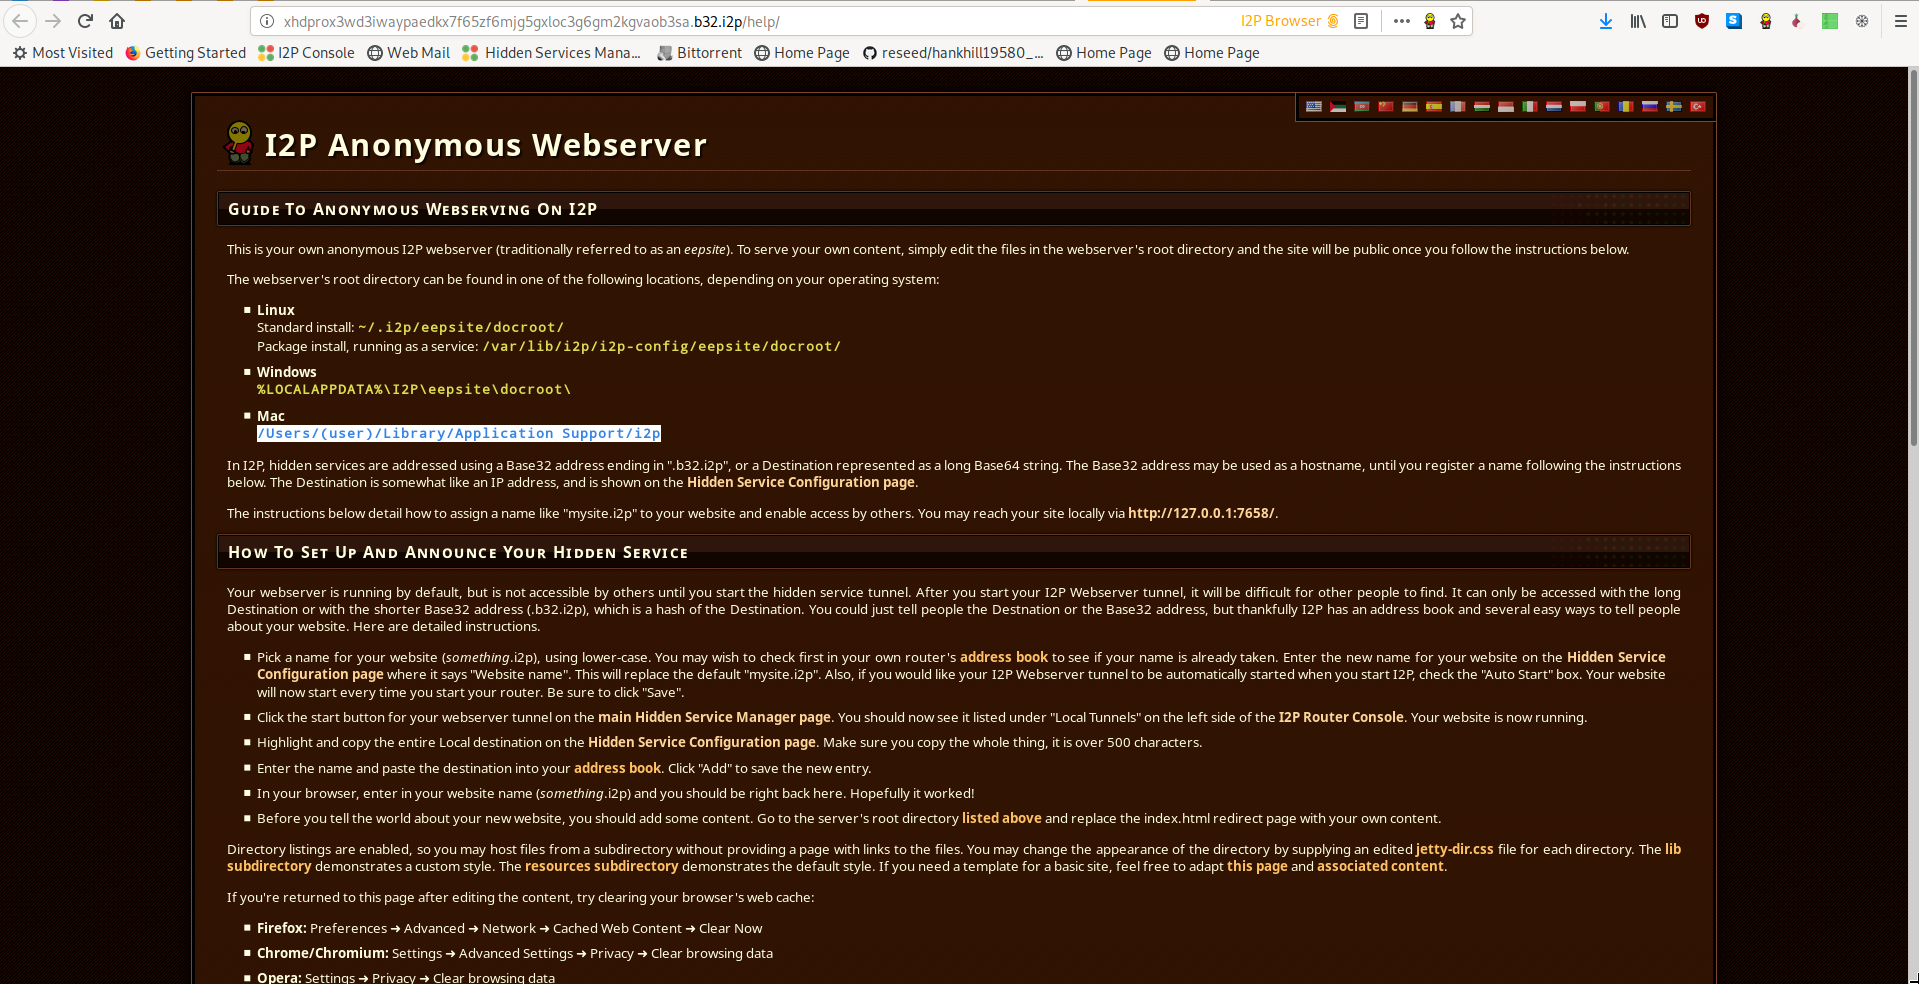 xhdprox3wd3iwaypaedkx7f65zf6mjg5gxloc3g6gm2kgvaob3sa.b32.i2p/help/
I2P Browser
Most Visited Getting Started I2P Console Web Mail Hidden Services Mana... Bittorrent Home Page reseed/hankhill19580_... Home Page Home Page
I2P Anonymous Webserver
Guide To Anonymous Webserving On I2P
This is your own anonymous I2P webserver (traditionally referred to as an eepsite). To serve your own content, simply edit the files in the webserver's root directory and the site will be public once you follow the instructions below.
The webserver's root directory can be found in one of the following locations, depending on your operating system:
Linux
Standard install: ~/.i2p/eepsite/docroot/
Package install, running as a service: /var/lib/i2p/i2p-config/eepsite/docroot/
Windows
%LOCALAPPDATA%\I2P\eepsite\docroot\
Mac
/Users/(user)/Library/Application Support/i2p
In I2P, hidden services are addressed using a Base32 address ending in ".b32.i2p", or a Destination represented as a long Base64 string. The Base32 address may be used as a hostname, until you register a name following the instructions
below. The Destination is somewhat like an IP address, and is shown on the Hidden Service Configuration page.
The instructions below detail how to assign a name like "mysite.i2p" to your website and enable access by others. You may reach your site locally via http://127.0.0.1:7658/.
How To Set Up And Announce Your Hidden Service
Your webserver is running by default, but is not accessible by others until you start the hidden service tunnel. After you start your I2P Webserver tunnel, it will be difficult for other people to find. It can only be accessed with the long
Destination or with the shorter Base32 address (.b32.i2p), which is a hash of the Destination. You could just tell people the Destnation or the Base32 address, but thankfully I2P has an address book and several easy ways to tell people
about your website. Here are detailed instructions.
Pick a name for your website (something.i2p), using lower-case. You may wish to check first in your own router's address book to see if your name is already taken. Enter the new name for your website on the Hidden Service
Configuration page where it says "Website name". This will replace the default "mysite.i2p". Also, if you would like your I2P Webserver tunnel to be automatically started when you start I2P, check the "Auto Start" box. Your website
will now start every time you start your router. Be sure to click "Save".
Click the start button for your webserver tunnel on the main Hidden Service Manager page. You should now see it listed under "Local Tunnels" on the left side of the I2P Router Console. Your website is now running.
Highlight and copy the entire Local destination on the Hidden Service Configuration page. Make sure you copy the whole thing, it is over 500 characters.
Enter the name and paste the destination into your address book. Click "Add" to save the new entry.
In your browser, enter in your website name (something.i2p) and you should be right back here. Hopefully it worked!
Before you tell the world about your new website, you should add some content. Go to the server's root directory listed above and replace the index.html redirect page with your own content.
Directory listings are enabled, so you may host files from a subdirectory without providing a page with links to the files. You may change the appearance of the directory by supplying an edited jetty-dir.css file for each directory. The lib
subdirectory demonstrates a custom style. The resources subdirectory demonstrates the default style. If you need a template for a basic site, feel free to adapt this page and associated content.
If you're returned to this page after editing the content, try clearing your browser's web cache:
Firefox: Preferences ➜ Advanced ➜ Network ➜ Cached Web Content ➜ Clear Now
Chrome/Chromium: Settings ➜ Advanced Settings ➜ Privacy ➜ Clear browsing data
Opera: Settings ➜ Privacy ➜ Clear browsing data